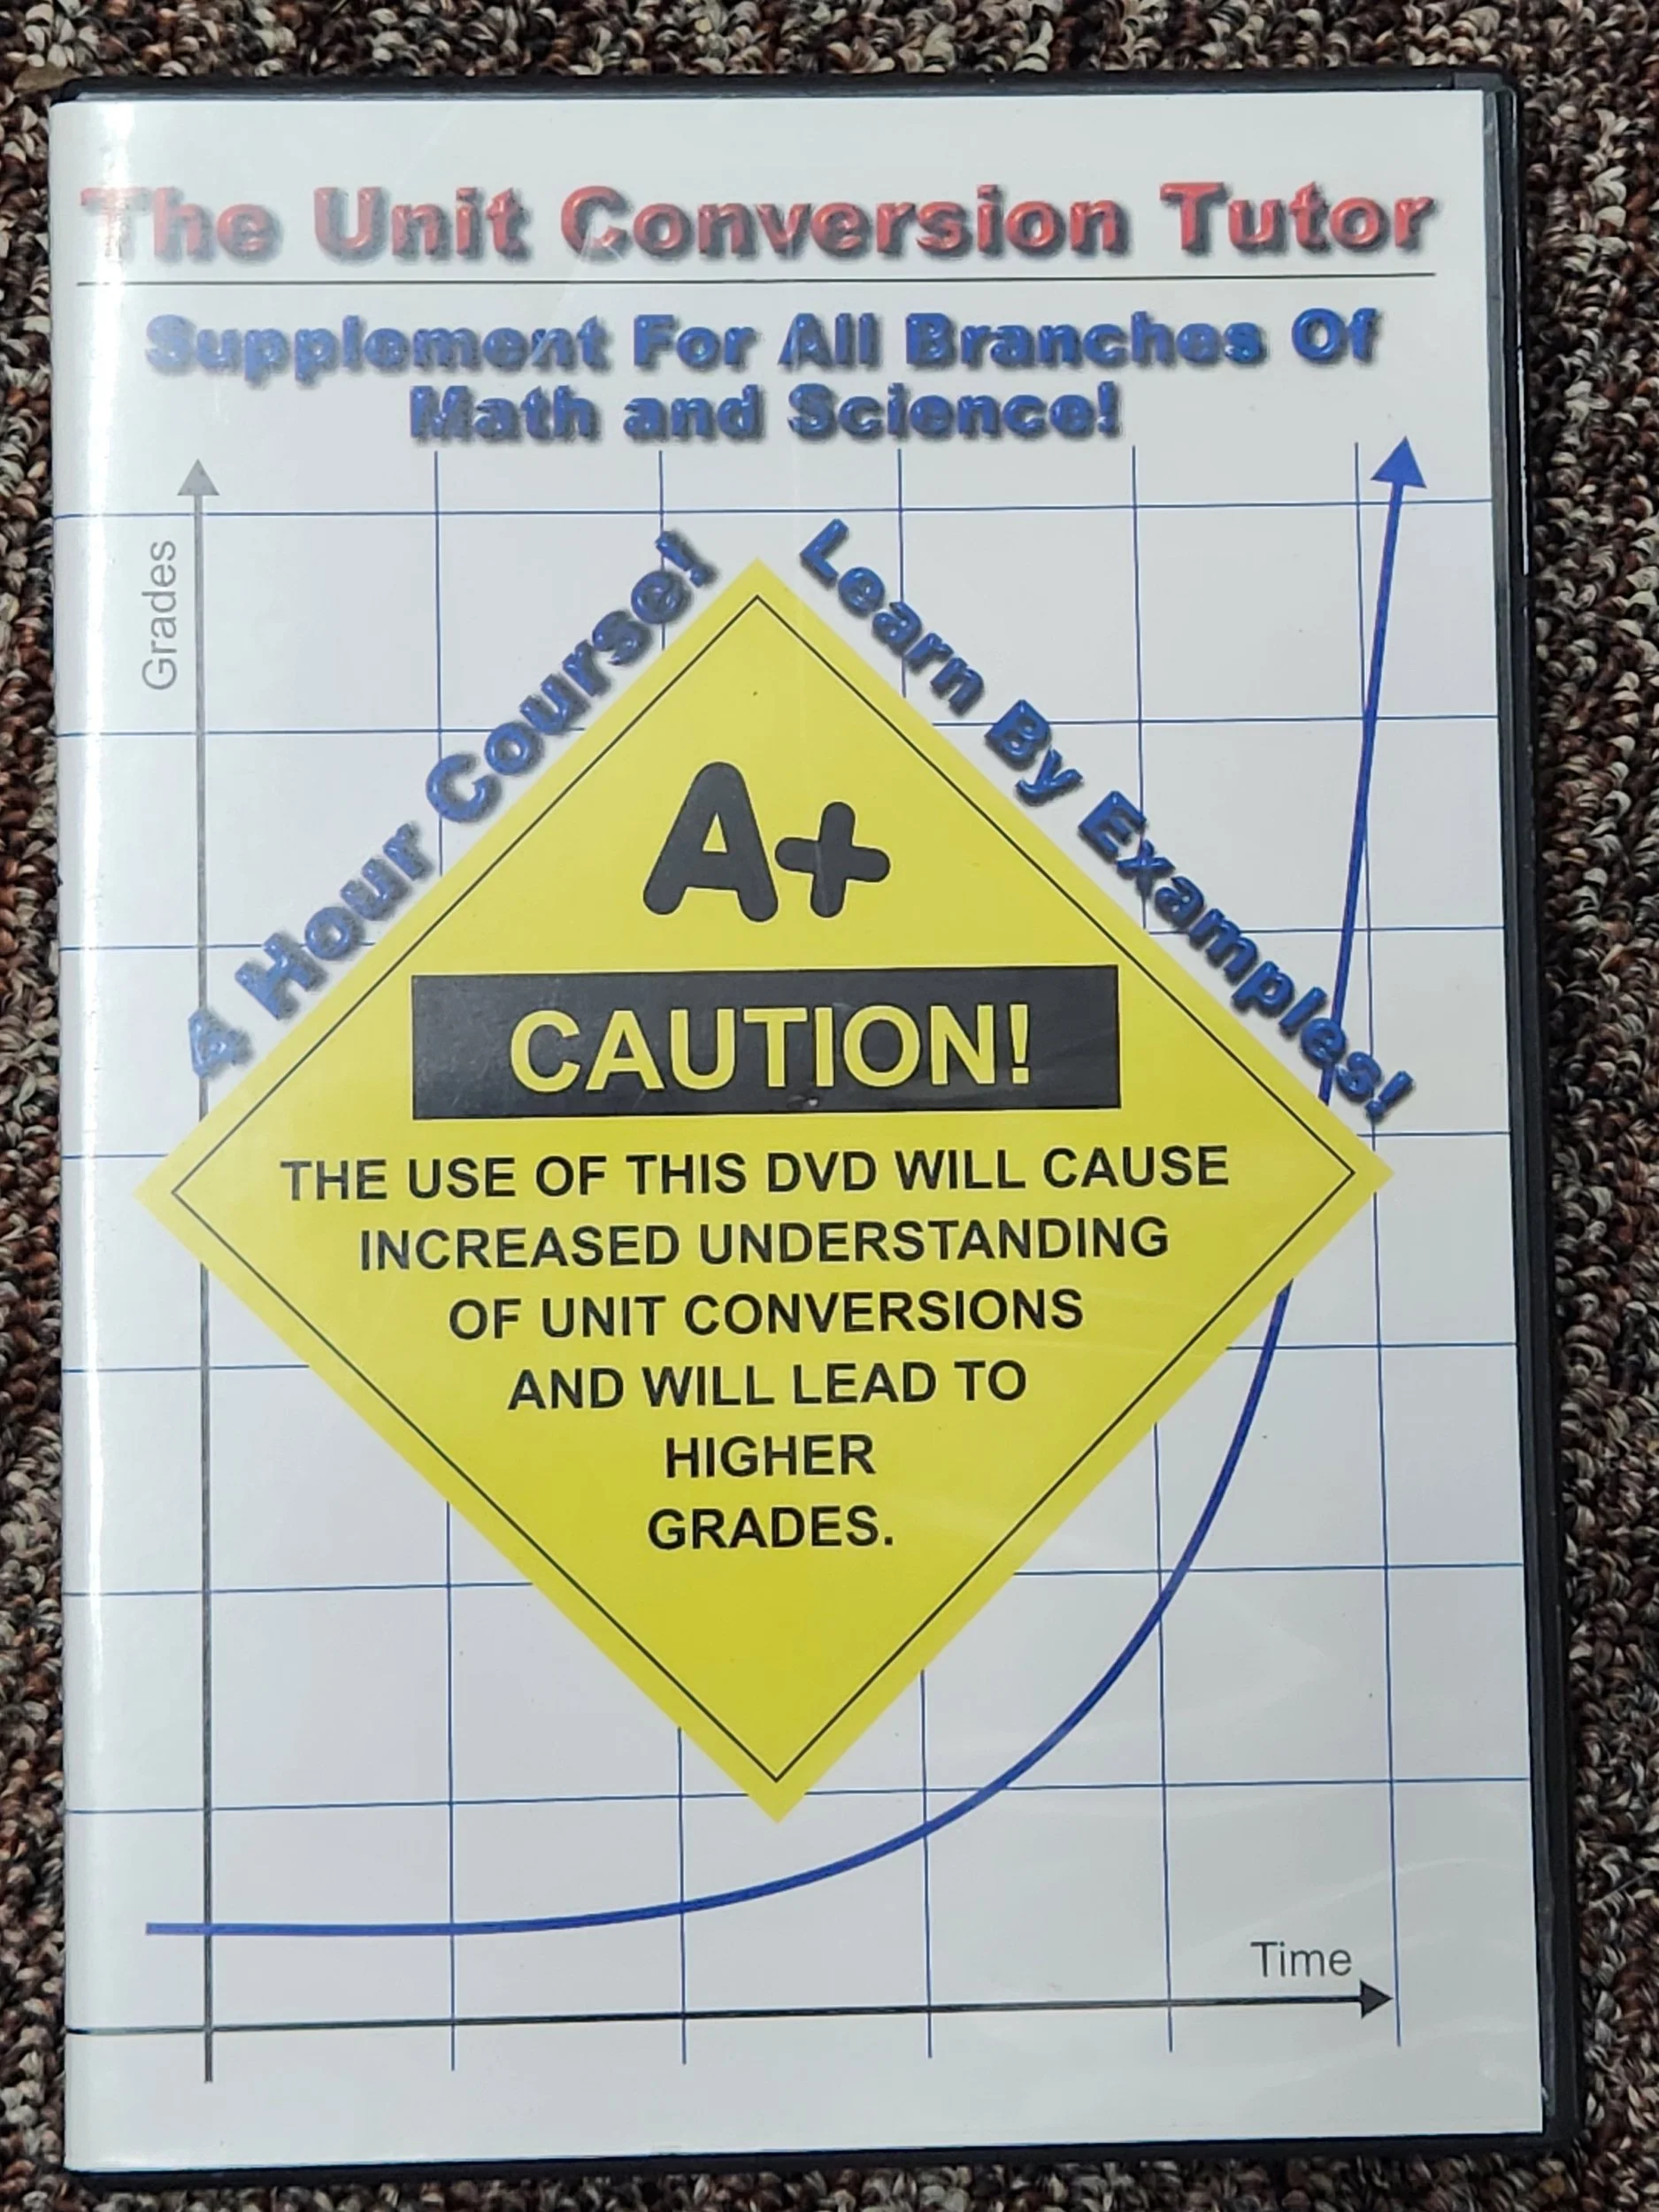 The Unit Conversion Tutor
Supplement For All Branches Of
Math and Science!
Grades
4 Hour Course!
Learn By Examples!
A+
CAUTION!
THE USE OF THIS DVD WILL CAUSE
INCREASED UNDERSTANDING
OF UNIT CONVERSIONS
AND WILL LEAD TO
HIGHER
GRADES.
Time